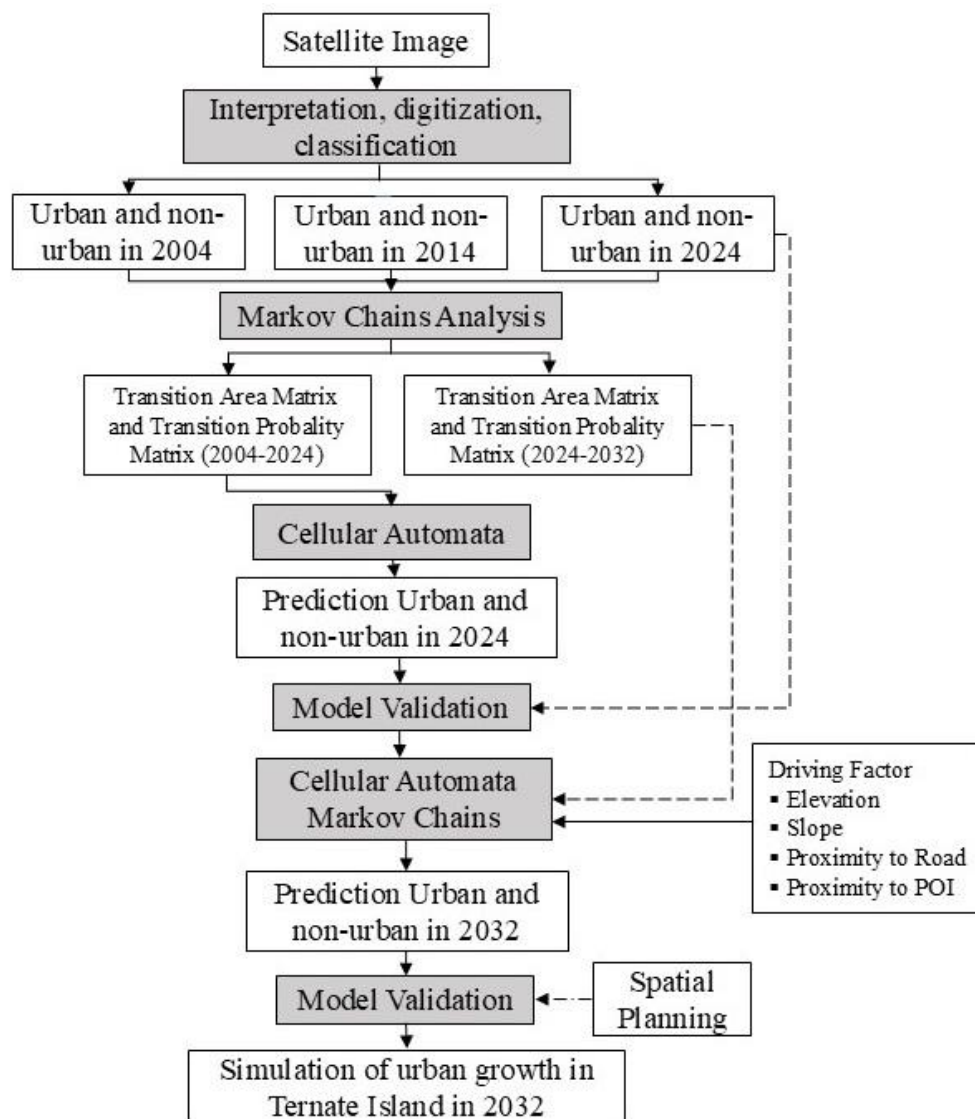 Satellite Image
Interpretation, digitization,
classification
Urban and non-
urban in 2004
Urban and non-
urban in 2014
Urban and non-
urban in 2024
Markov Chains Analysis
Transition Area Matrix
and Transition Probality
Matrix (2004-2024)
Transition Area Matrix
and Transition Probality
Matrix (2024-2032)
Cellular Automata
Prediction Urban and
non-urban in 2024
Model Validation
Cellular Automata
Markov Chains
Driving Factor
▪ Elevation
▪ Slope
▪ Proximity to Road
▪ Proximity to POI
Prediction Urban and
non-urban in 2032
Model Validation
Spatial
Planning
Simulation of urban growth in
Ternate Island in 2032